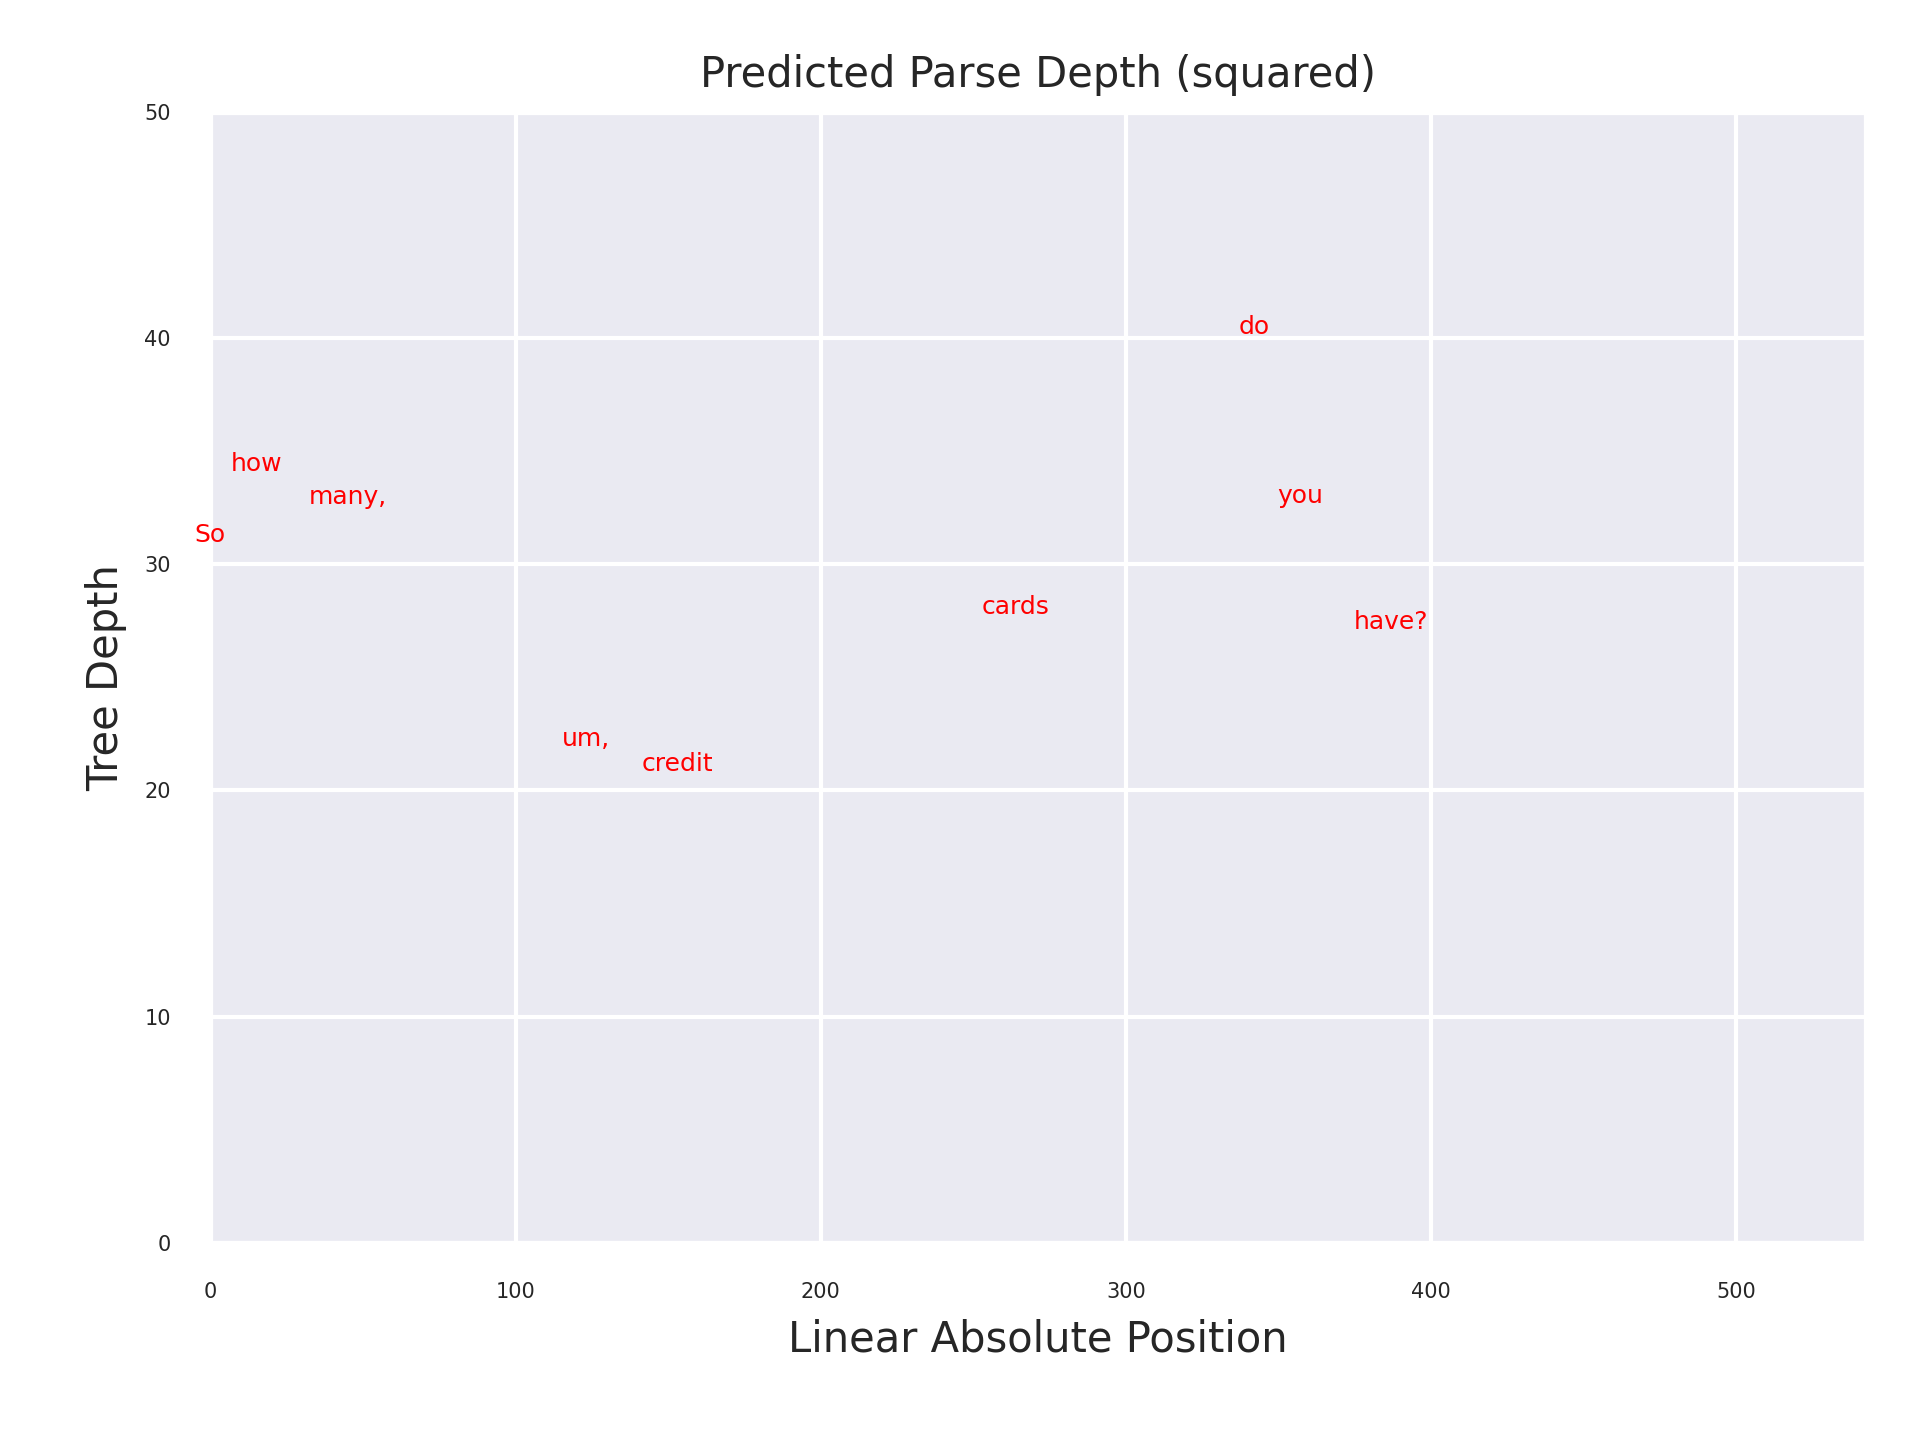 Predicted Parse Depth (squared)
50
40
30
20
10
0
Tree Depth
do
how
many,
you
So
cards
have?
um,
credit
0 100 200 300 400 500
Linear Absolute Position